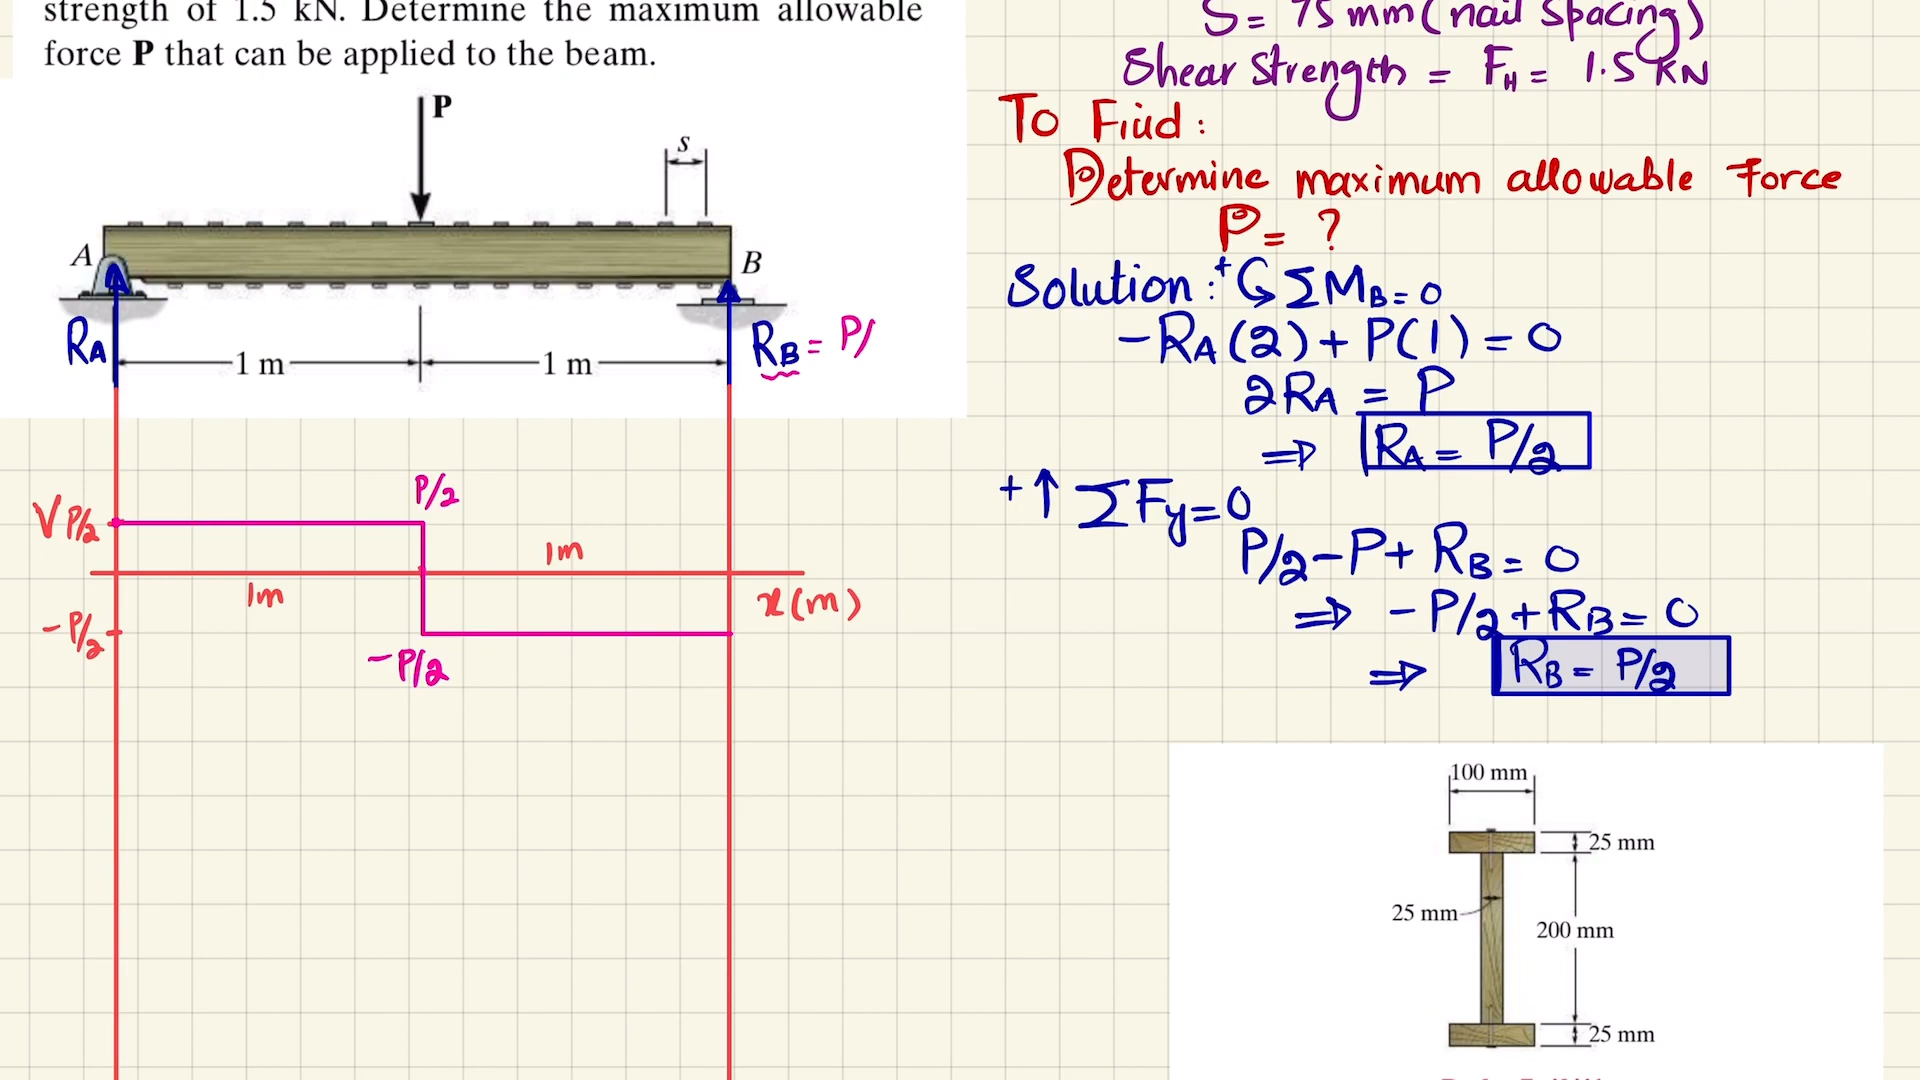 strength of 1.5 kN. Determine the maximum allowable
force P that can be applied to the beam.
P
s
A
B
RA
RB = P/
1 m
1 m
V P/2
P/2
1m
1m
x(m)
-P/2
-P/2
S = 75 mm (nail spacing)
Shear Strength = FH = 1.5 KN
To Find :
Determine maximum allowable Force
P = ?
Solution : + ΣMB = 0
-RA(2) + P(1) = 0
2RA = P
⇒ RA = P/2
+↑ ΣFy = 0
P/2 - P + RB = 0
⇒ -P/2 + RB = 0
⇒ RB = P/2
100 mm
25 mm
25 mm
200 mm
25 mm